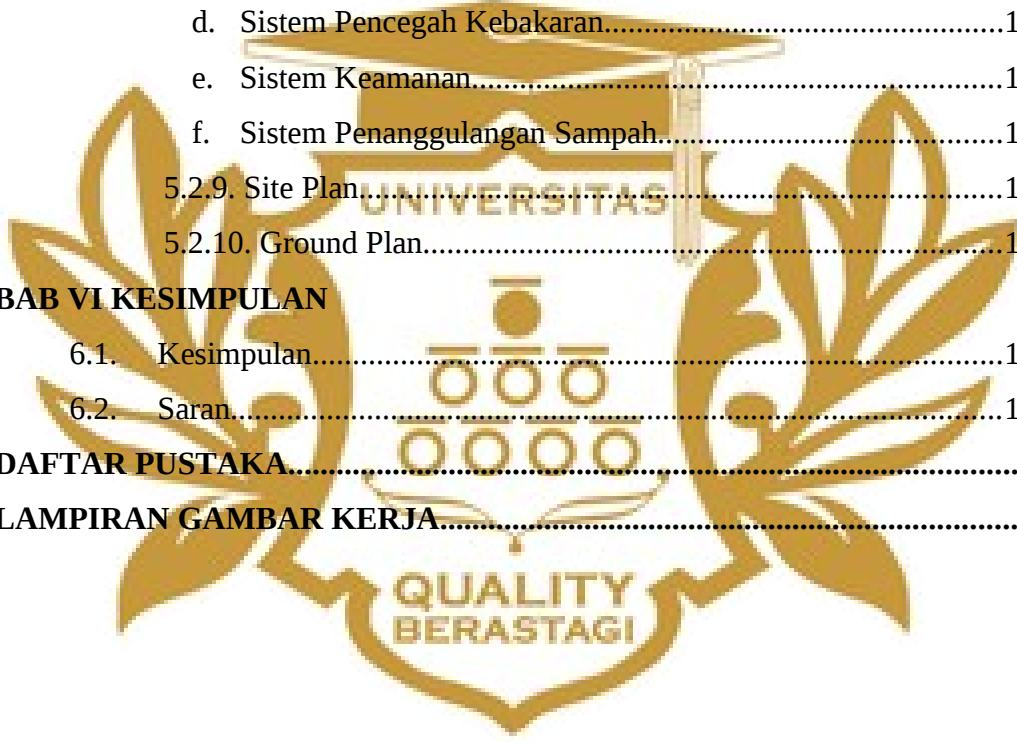 d. Sistem Pencegah Kebakaran..........................................1
e. Sistem Keamanan..........................................................1
f. Sistem Penanggulangan Sampah....................................1
5.2.9. Site Plan......................................................................1
UNIVERSITAS
5.2.10. Ground Plan..............................................................1
BAB VI KESIMPULAN
6.1. Kesimpulan............................................................................1
6.2. Saran......................................................................................1
DAFTAR PUSTAKA.................................................................................
LAMPIRAN GAMBAR KERJA...............................................................
QUALITY
BERASTAGI